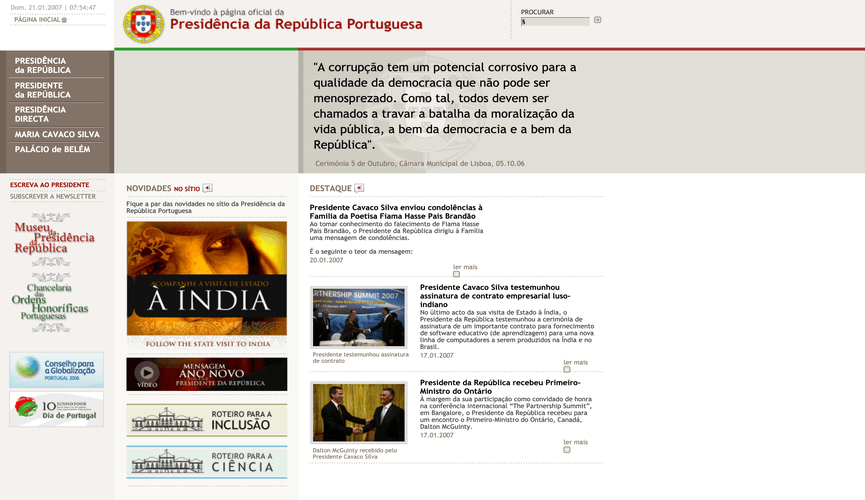 Dom. 21.01.2007 | 07:54:47
PÁGINA INICIAL
Bem-vindo à página oficial da
Presidência da República Portuguesa
PROCURAR
PRESIDÊNCIA
da REPÚBLICA
PRESIDENTE
da REPÚBLICA
PRESIDÊNCIA
DIRECTA
MARIA CAVACO SILVA
PALÁCIO de BELÉM
"A corrupção tem um potencial corrosivo para a
qualidade da democracia que não pode ser
menosprezado. Como tal, todos devem ser
chamados a travar a batalha da moralização da
vida pública, a bem da democracia e a bem da
República".
Cerimónia 5 de Outubro, Câmara Municipal de Lisboa, 05.10.06
ESCREVA AO PRESIDENTE
SUBSCREVER A NEWSLETTER
Museu
da Presidência
da República
Chancelaria
das
Ordens
Honoríficas
Portuguesas
Conselho para
a Globalização
PORTUGAL 2006
10 JUNHO2006
Dia de Portugal
NOVIDADES NO SÍTIO
Fique a par das novidades no sítio da Presidência da
República Portuguesa
ACOMPANHE A VISITA DE ESTADO
À ÍNDIA
FOLLOW THE STATE VISIT TO INDIA
VÍDEO
MENSAGEM
ANO NOVO
PRESIDENTE DA REPÚBLICA
ROTEIRO PARA A
INCLUSÃO
ROTEIRO PARA A
CIÊNCIA
DESTAQUE
Presidente Cavaco Silva enviou condolências à
Família da Poetisa Fiama Hasse Pais Brandão
Ao tomar conhecimento do falecimento de Fiama Hasse
Pais Brandão, o Presidente da República dirigiu à Família
uma mensagem de condolências.
É o seguinte o teor da mensagem:
20.01.2007
ler mais
RTNERSHIP SUMMIT 2007
Presidente testemunhou assinatura
de contrato
Presidente Cavaco Silva testemunhou
assinatura de contrato empresarial luso-
indiano
No último acto da sua visita de Estado à Índia, o
Presidente da República testemunhou a cerimónia de
assinatura de um importante contrato para fornecimento
de software educativo (de aprendizagem) para uma nova
linha de computadores a serem produzidos na Índia e no
Brasil.
17.01.2007
ler mais
Dalton McGuinty recebido pelo
Presidente Cavaco Silva
Presidente da República recebeu Primeiro-
Ministro do Ontário
À margem da sua participação como convidado de honra
na conferência internacional "The Partnership Summit",
em Bangalore, o Presidente da República recebeu para
um encontro o Primeiro-Ministro do Ontário, Canadá,
Dalton McGuinty.
17.01.2007
ler mais